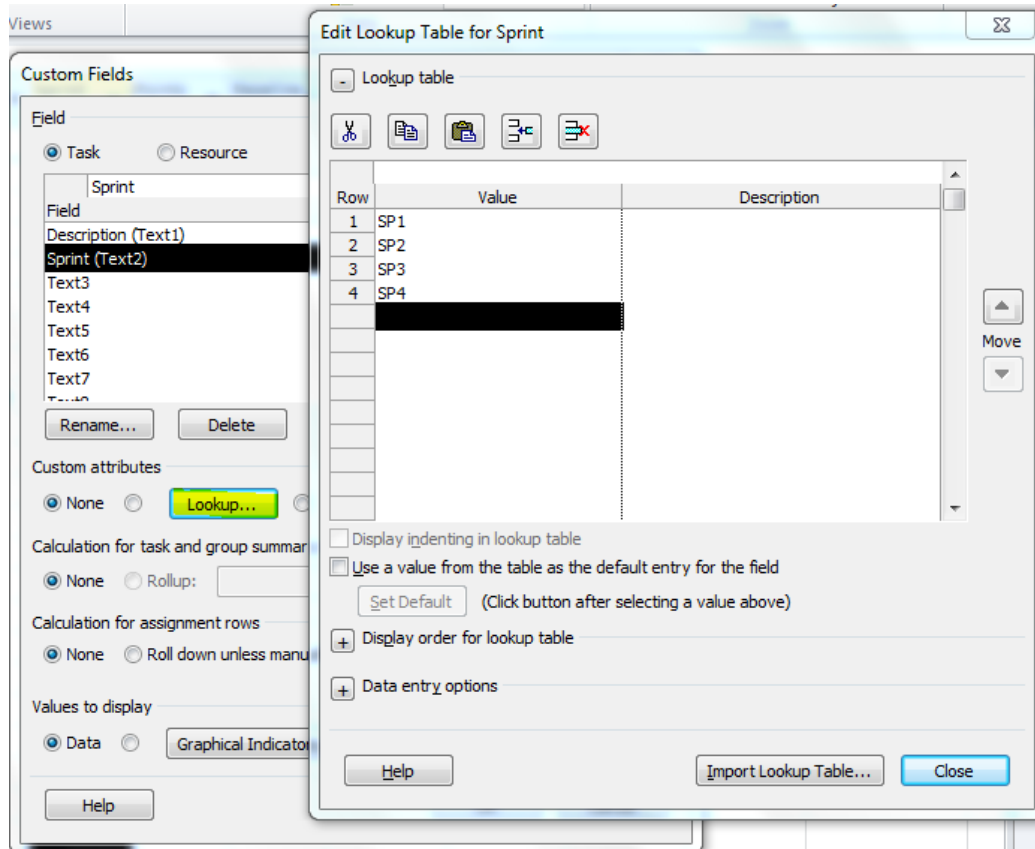 Views
Edit Lookup Table for Sprint
Custom Fields
Field
Task Resource
Sprint
Field
Description (Text1)
Sprint (Text2)
Text3
Text4
Text5
Text6
Text7
Rename... Delete
Custom attributes
None Lookup...
Calculation for task and group summar
None Rollup:
Calculation for assignment rows
None Roll down unless manu
Values to display
Data Graphical Indicator
Help
- Lookup table
Row Value Description
1 SP1
2 SP2
3 SP3
4 SP4
Move
Display indenting in lookup table
Use a value from the table as the default entry for the field
Set Default (Click button after selecting a value above)
+ Display order for lookup table
+ Data entry options
Help Import Lookup Table... Close